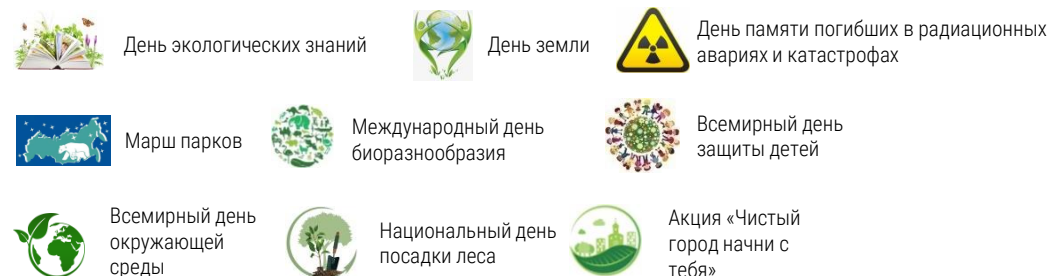 День экологических знаний
День земли
День памяти погибших в радиационных
авариях и катастрофах
Марш парков
Международный день
биоразнообразия
Всемирный день
защиты детей
Всемирный день
окружающей
среды
Национальный день
посадки леса
Акция «Чистый
город начни с
тебя»